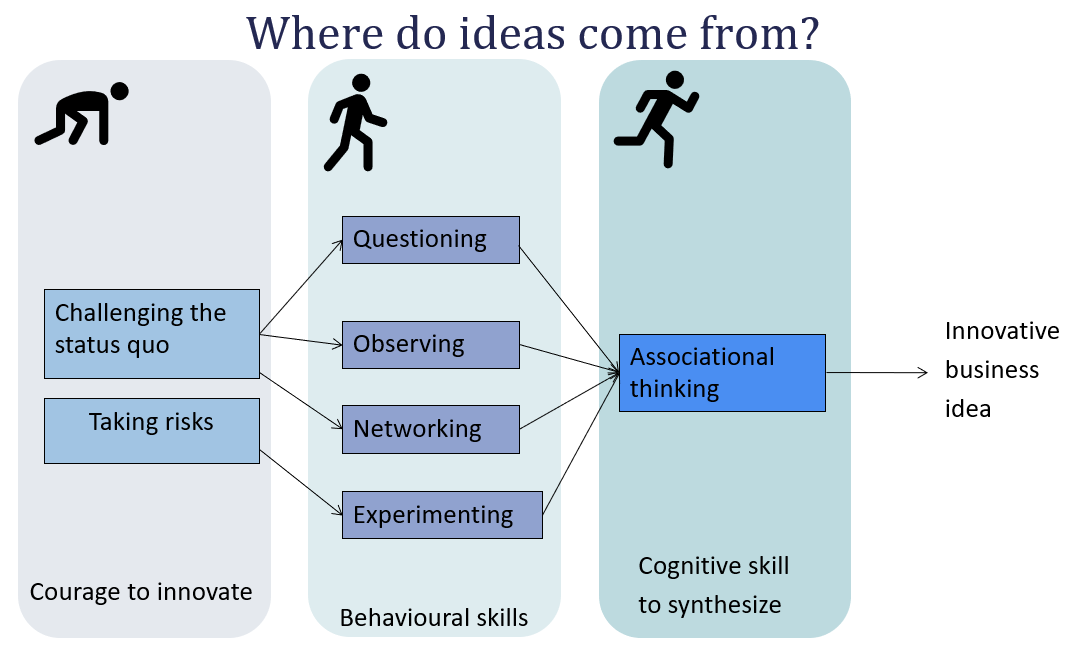 Where do ideas come from?
Challenging the
status quo
Taking risks
Courage to innovate
Questioning
Observing
Networking
Experimenting
Behavioural skills
Associational
thinking
Cognitive skill
to synthesize
Innovative
business
idea